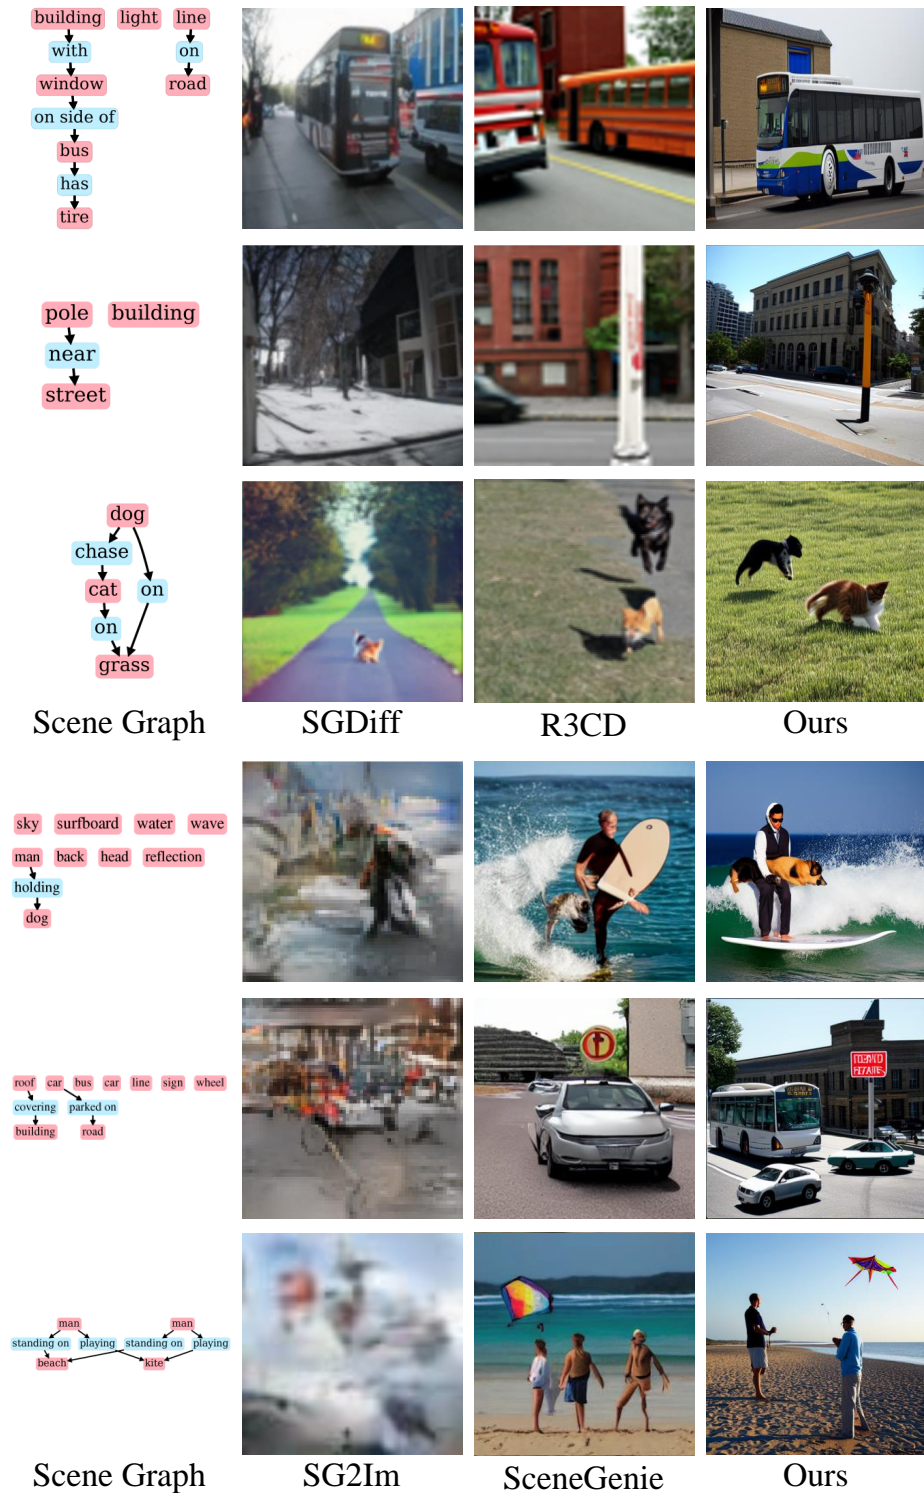 building light line
with on
window road
on side of
bus
has
tire
pole building
near
street
dog
chase
cat on
on
grass
Scene Graph SGDiff R3CD Ours
sky surfboard water wave
man back head reflection
holding
dog
roof car bus car line sign wheel
covering parked on
building road
man man
standing on playing standing on playing
beach kite
Scene Graph SG2Im SceneGenie Ours